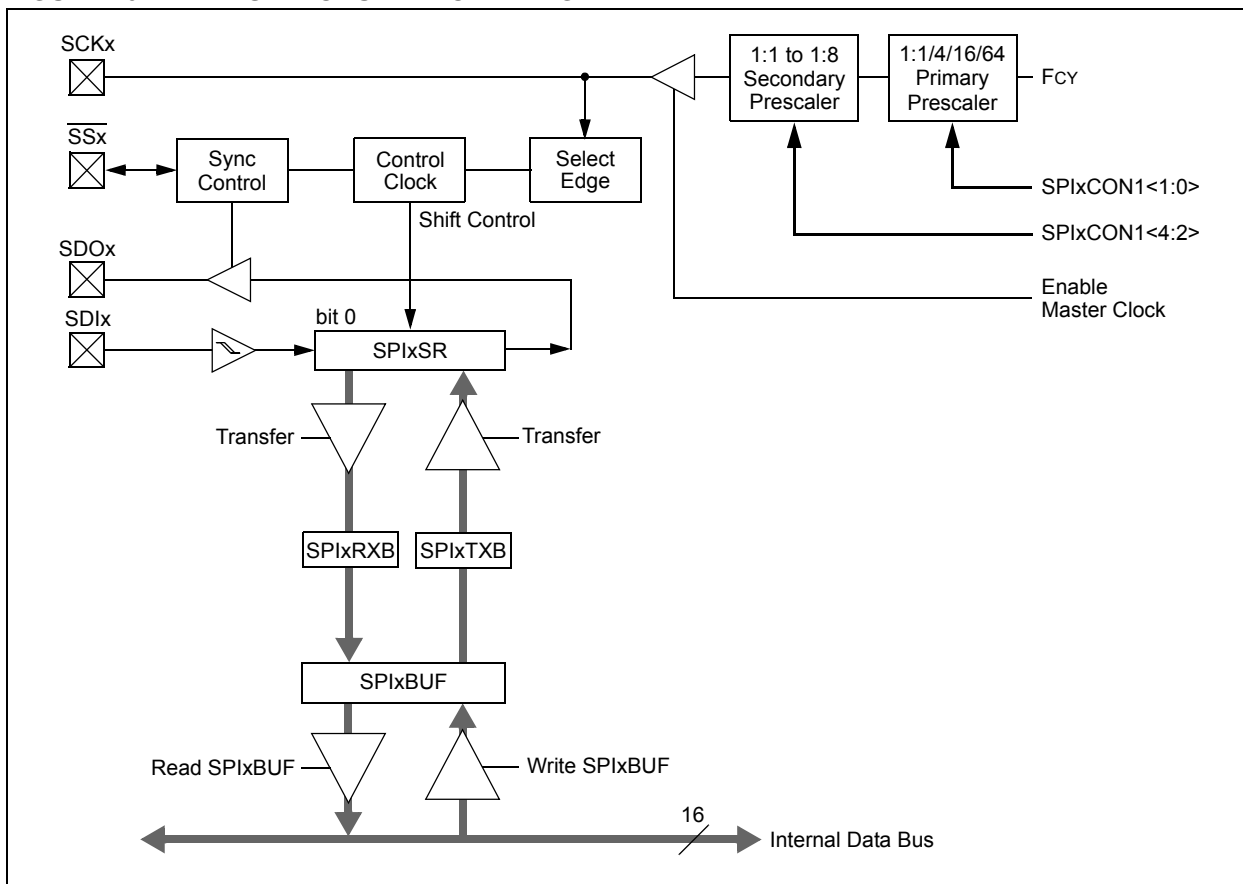 SCKx
1:1 to 1:8
Secondary
Prescaler
1:1/4/16/64
Primary
Prescaler
FCY
SSx
Sync
Control
Control
Clock
Select
Edge
SPIxCON1<1:0>
Shift Control
SPIxCON1<4:2>
SDOx
Enable
Master Clock
SDIx
bit 0
SPIxSR
Transfer
Transfer
SPIxRXB
SPIxTXB
SPIxBUF
Read SPIxBUF
Write SPIxBUF
16
Internal Data Bus